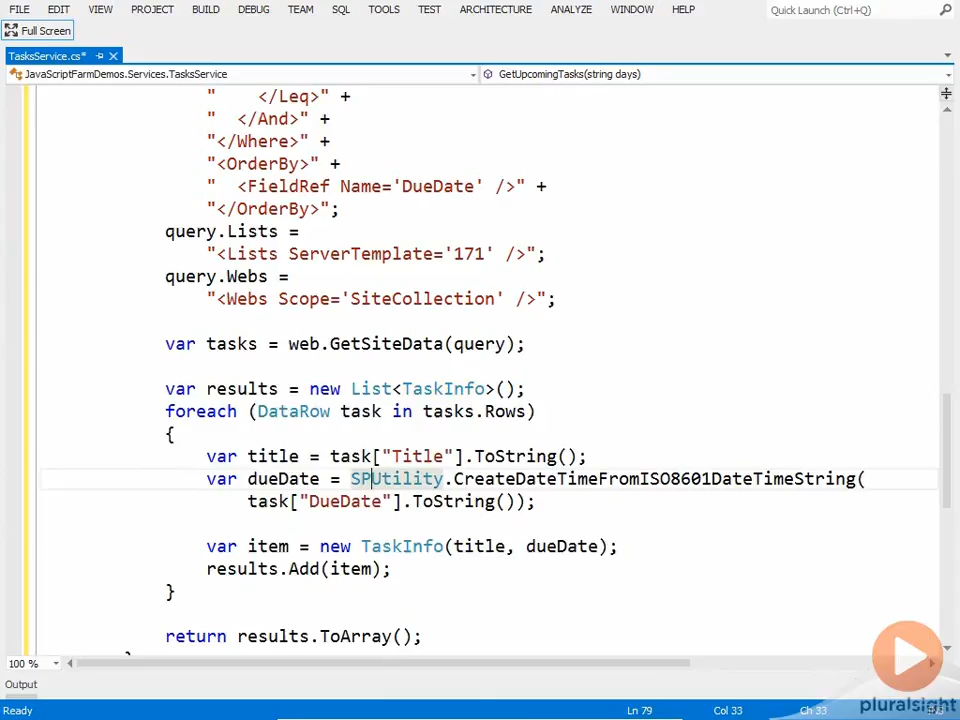 FILE EDIT VIEW PROJECT BUILD DEBUG TEAM SQL TOOLS TEST ARCHITECTURE ANALYZE WINDOW HELP Quick Launch (Ctrl+Q)
Full Screen
TasksService.cs*
JavaScriptFarmDemos.Services.TasksService GetUpcomingTasks(string days)
" </Leq>" +
" </And>" +
"</Where>" +
"<OrderBy>" +
" <FieldRef Name='DueDate' />" +
"</OrderBy>";
query.Lists =
"<Lists ServerTemplate='171' />";
query.Webs =
"<Webs Scope='SiteCollection' />";
var tasks = web.GetSiteData(query);
var results = new List<TaskInfo>();
foreach (DataRow task in tasks.Rows)
{
var title = task["Title"].ToString();
var dueDate = SPUtility.CreateDateTimeFromISO8601DateTimeString(
task["DueDate"].ToString());
var item = new TaskInfo(title, dueDate);
results.Add(item);
}
return results.ToArray();
100 %
Output
pluralsight
Ready Ln 79 Col 33 Ch 33